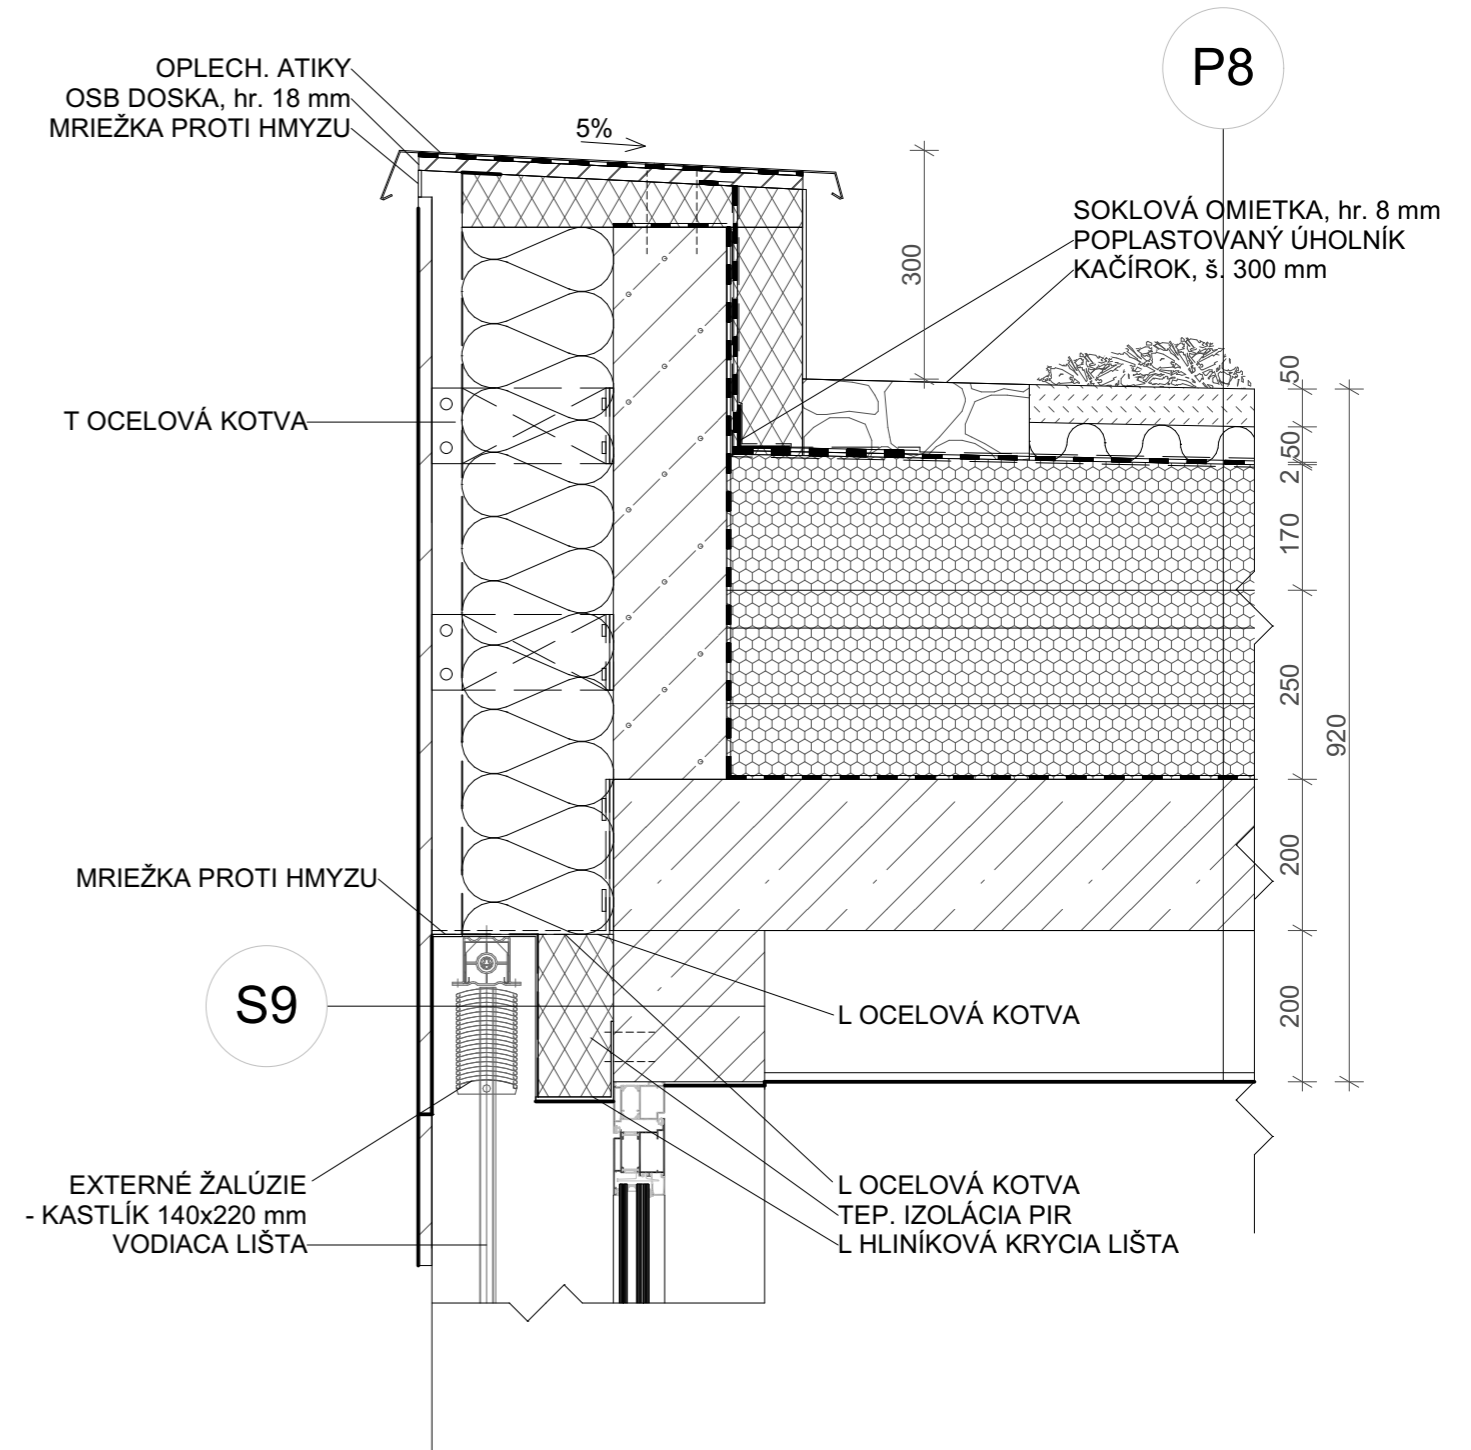 P8
OPLECH. ATIKY
OSB DOSKA, hr. 18 mm
MRIEŽKA PROTI HMYZU
5%
300
SOKLOVÁ OMIETKA, hr. 8 mm
POPLASTOVANÝ ÚHOLNÍK
KAČÍROK, š. 300 mm
50
50
2
170
250
920
200
200
T OCELOVÁ KOTVA
MRIEŽKA PROTI HMYZU
S9
L OCELOVÁ KOTVA
EXTERNÉ ŽALÚZIE
- KASTLÍK 140x220 mm
VODIACA LIŠTA
L OCELOVÁ KOTVA
TEP. IZOLÁCIA PIR
L HLINÍKOVÁ KRYCIA LIŠTA